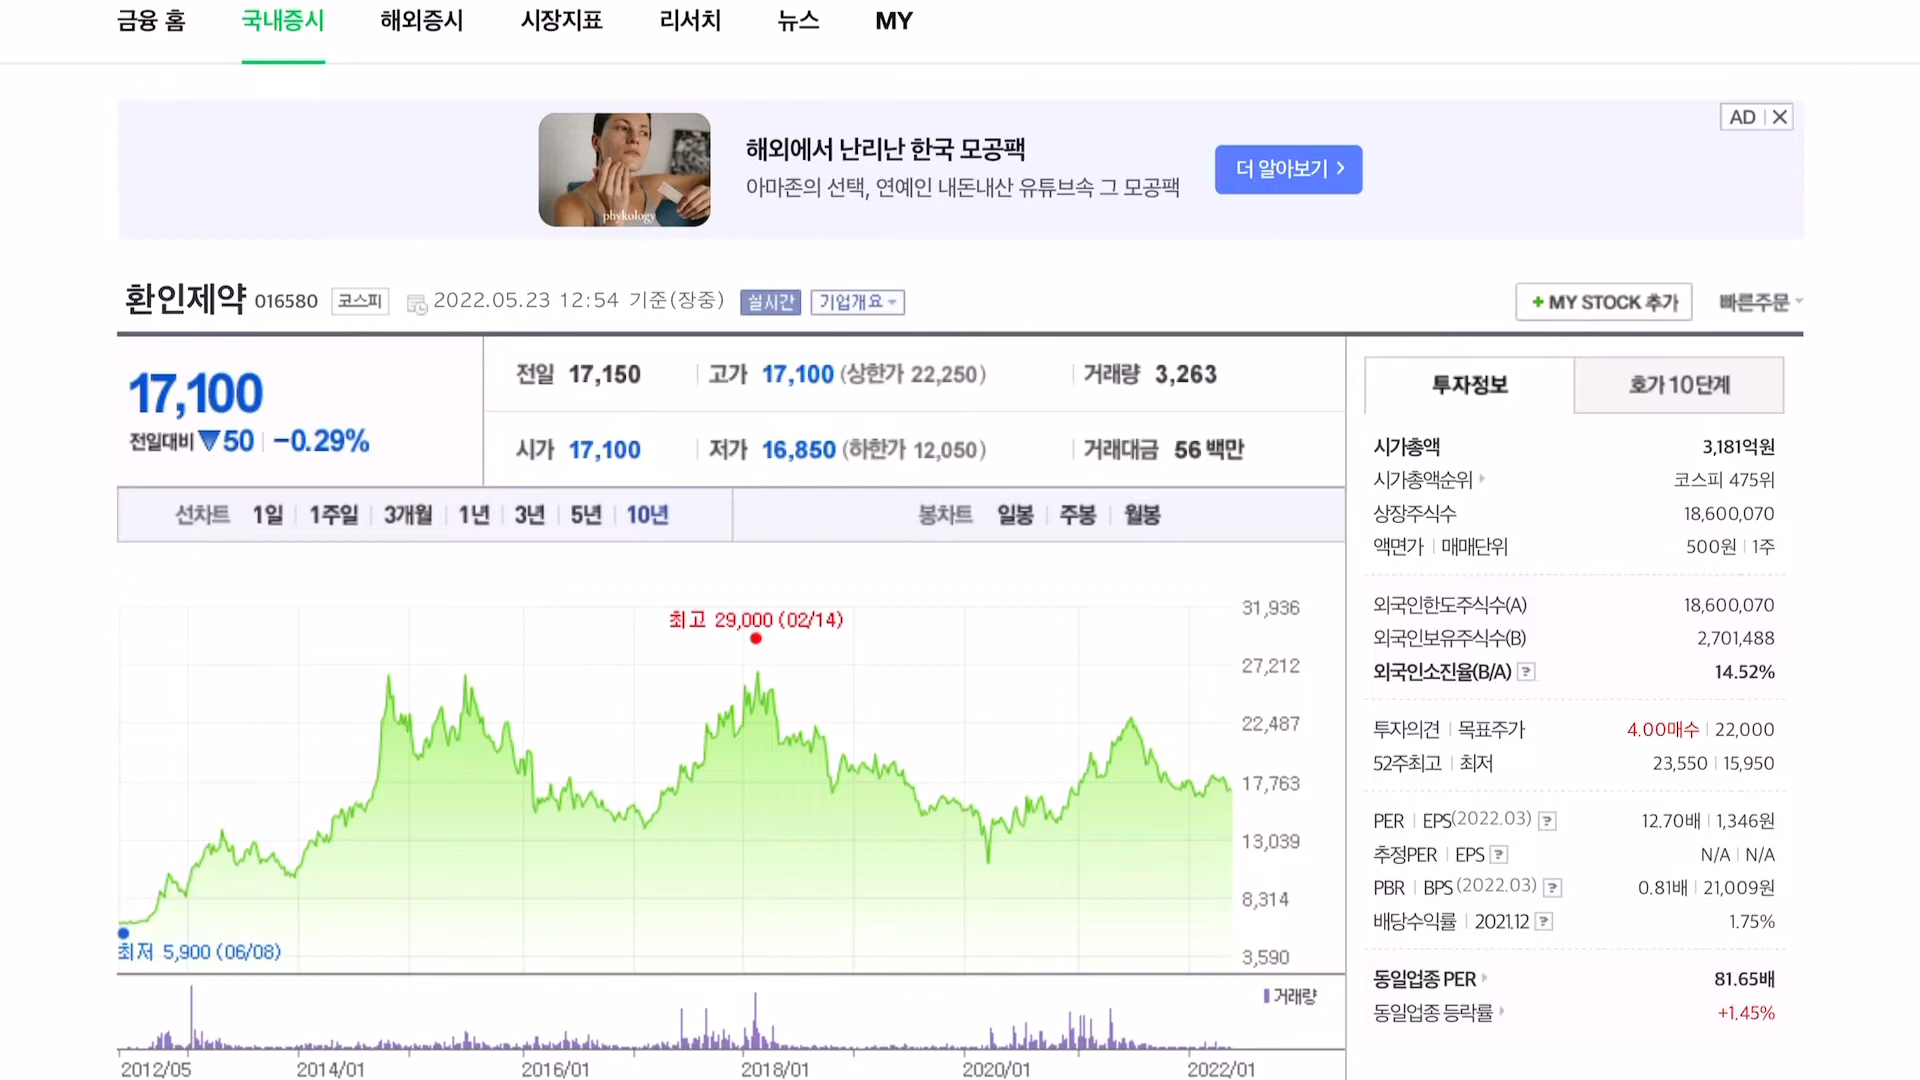 금융 홈 국내증시 해외증시 시장지표 리서치 뉴스 MY
AD
해외에서 난리난 한국 모공팩
아마존의 선택, 연예인 내돈내산 유튜브속 그 모공팩
더 알아보기
phykology
환인제약 016580 코스피 2022.05.23 12:54 기준(장중) 실시간 기업개요
+ MY STOCK 추가 빠른주문
17,100
전일대비 ▼50 -0.29%
전일 17,150 고가 17,100 (상한가 22,250) 거래량 3,263
시가 17,100 저가 16,850 (하한가 12,050) 거래대금 56 백만
선차트 1일 1주일 3개월 1년 3년 5년 10년 봉차트 일봉 주봉 월봉
최고 29,000 (02/14)
31,936
27,212
22,487
17,763
13,039
8,314
3,590
최저 5,900 (06/08)
거래량
2012/05 2014/01 2016/01 2018/01 2020/01 2022/01
투자정보 호가 10단계
시가총액 3,181억원
시가총액순위 코스피 475위
상장주식수 18,600,070
액면가 매매단위 500원 1주
외국인한도주식수(A) 18,600,070
외국인보유주식수(B) 2,701,488
외국인소진율(B/A) ? 14.52%
투자의견 목표주가 4.00매수 22,000
52주최고 최저 23,550 15,950
PER EPS(2022.03) ? 12.70배 1,346원
추정PER EPS ? N/A N/A
PBR BPS (2022.03) ? 0.81배 21,009원
배당수익률 2021.12 ? 1.75%
동일업종 PER 81.65배
동일업종 등락률 +1.45%